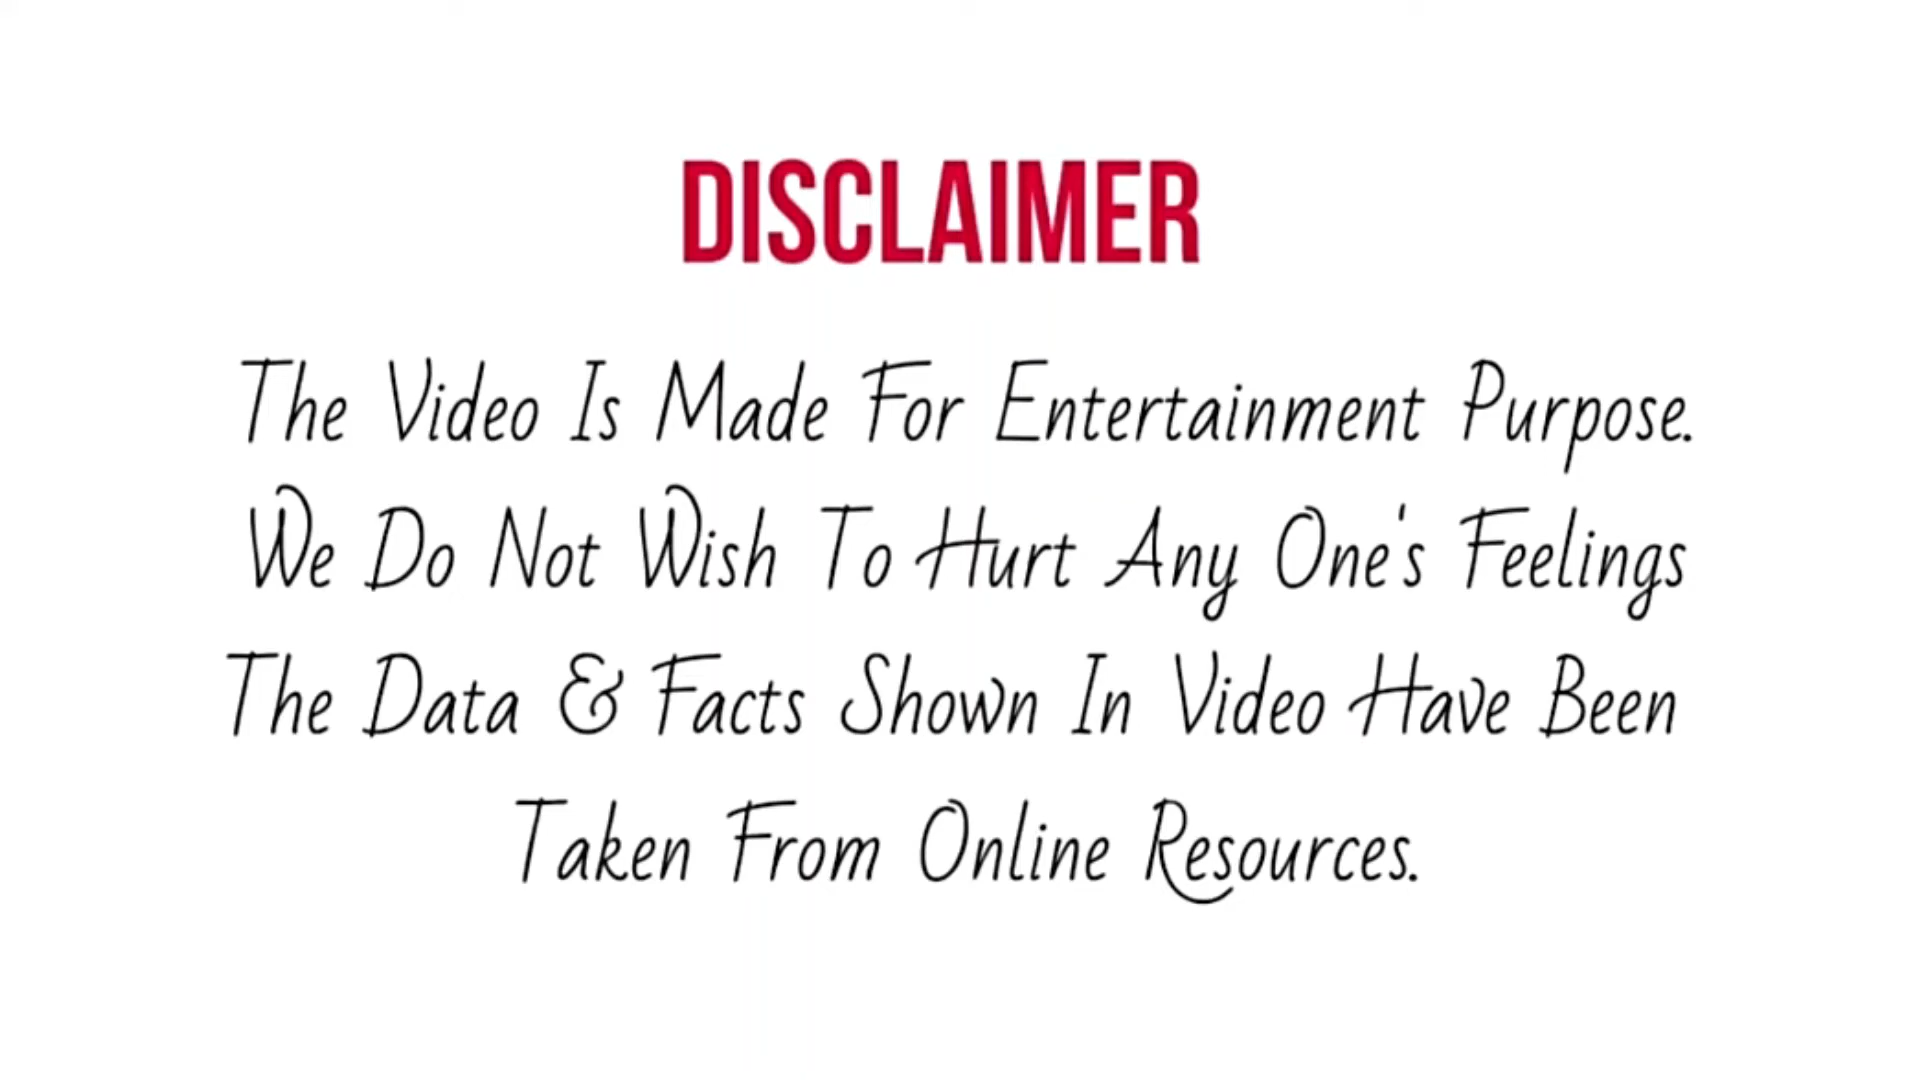 DISCLAIMER
The Video Is Made For Entertainment Purpose.
We Do Not Wish To Hurt Any One's Feelings
The Data & Facts Shown In Video Have Been
Taken From Online Resources.